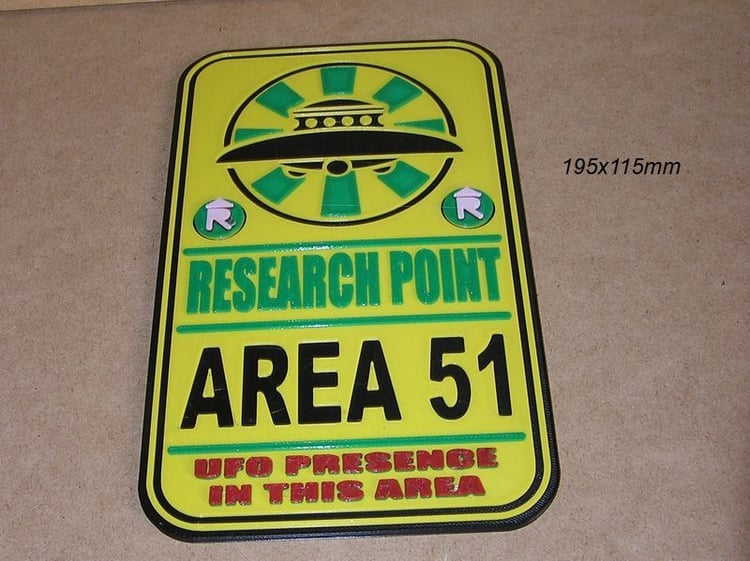 R R
RESEARCH POINT
AREA 51
UFO PRESENCE
IN THIS AREA
195x115mm